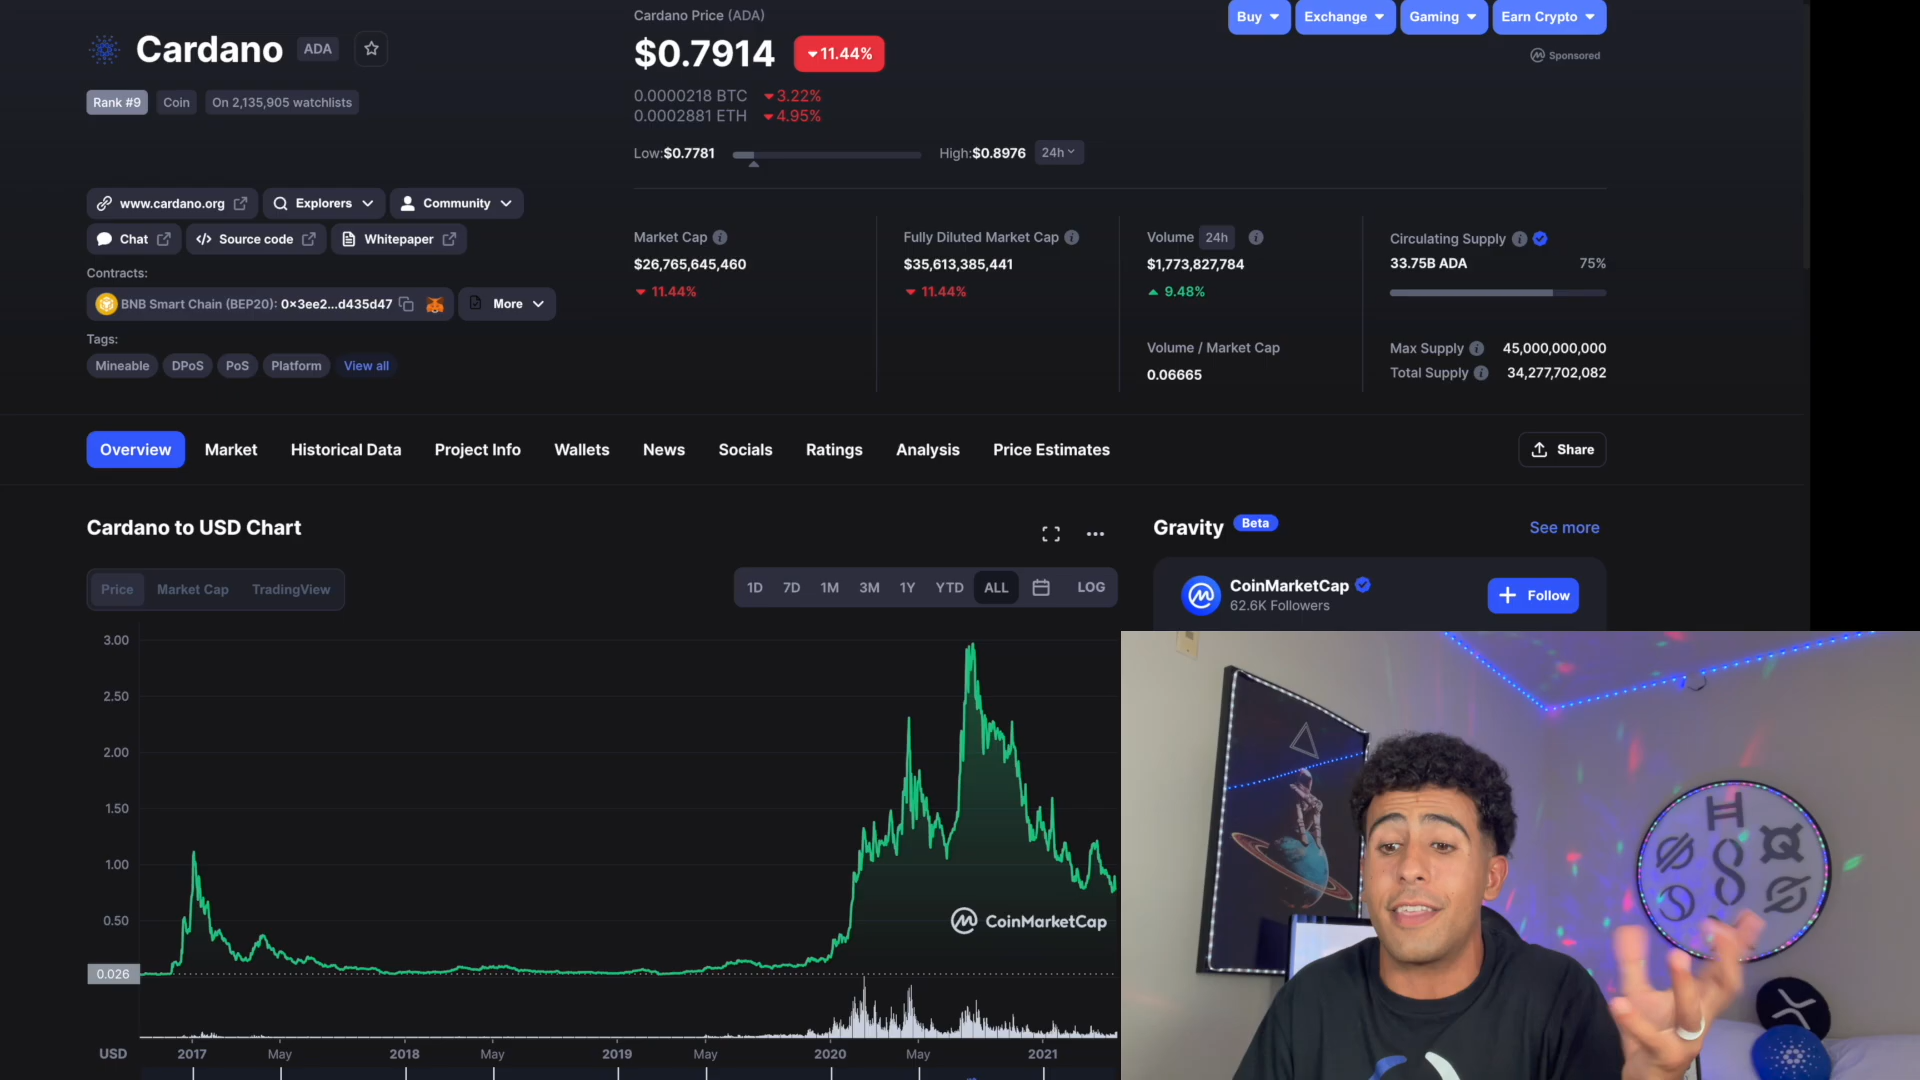 Cardano ADA
Rank #9 Coin On 2,135,905 watchlists
www.cardano.org Explorers Community
Chat Source code Whitepaper
Contracts:
BNB Smart Chain (BEP20): 0x3ee2...d435d47 More
Tags:
Mineable DPoS PoS Platform View all
Cardano Price (ADA)
$0.7914 11.44%
0.0000218 BTC 3.22%
0.0002881 ETH 4.95%
Low:$0.7781 High:$0.8976 24h
Buy Exchange Gaming Earn Crypto
Sponsored
Market Cap
$26,765,645,460
11.44%
Fully Diluted Market Cap
$35,613,385,441
11.44%
Volume 24h
$1,773,827,784
9.48%
Volume / Market Cap
0.06665
Circulating Supply
33.75B ADA 75%
Max Supply 45,000,000,000
Total Supply 34,277,702,082
Overview Market Historical Data Project Info Wallets News Socials Ratings Analysis Price Estimates Share
Cardano to USD Chart
Price Market Cap TradingView
1D 7D 1M 3M 1Y YTD ALL LOG
3.00
2.50
2.00
1.50
1.00
0.50
0.026
CoinMarketCap
USD 2017 May 2018 May 2019 May 2020 May 2021
Gravity Beta See more
CoinMarketCap
62.6K Followers
Follow